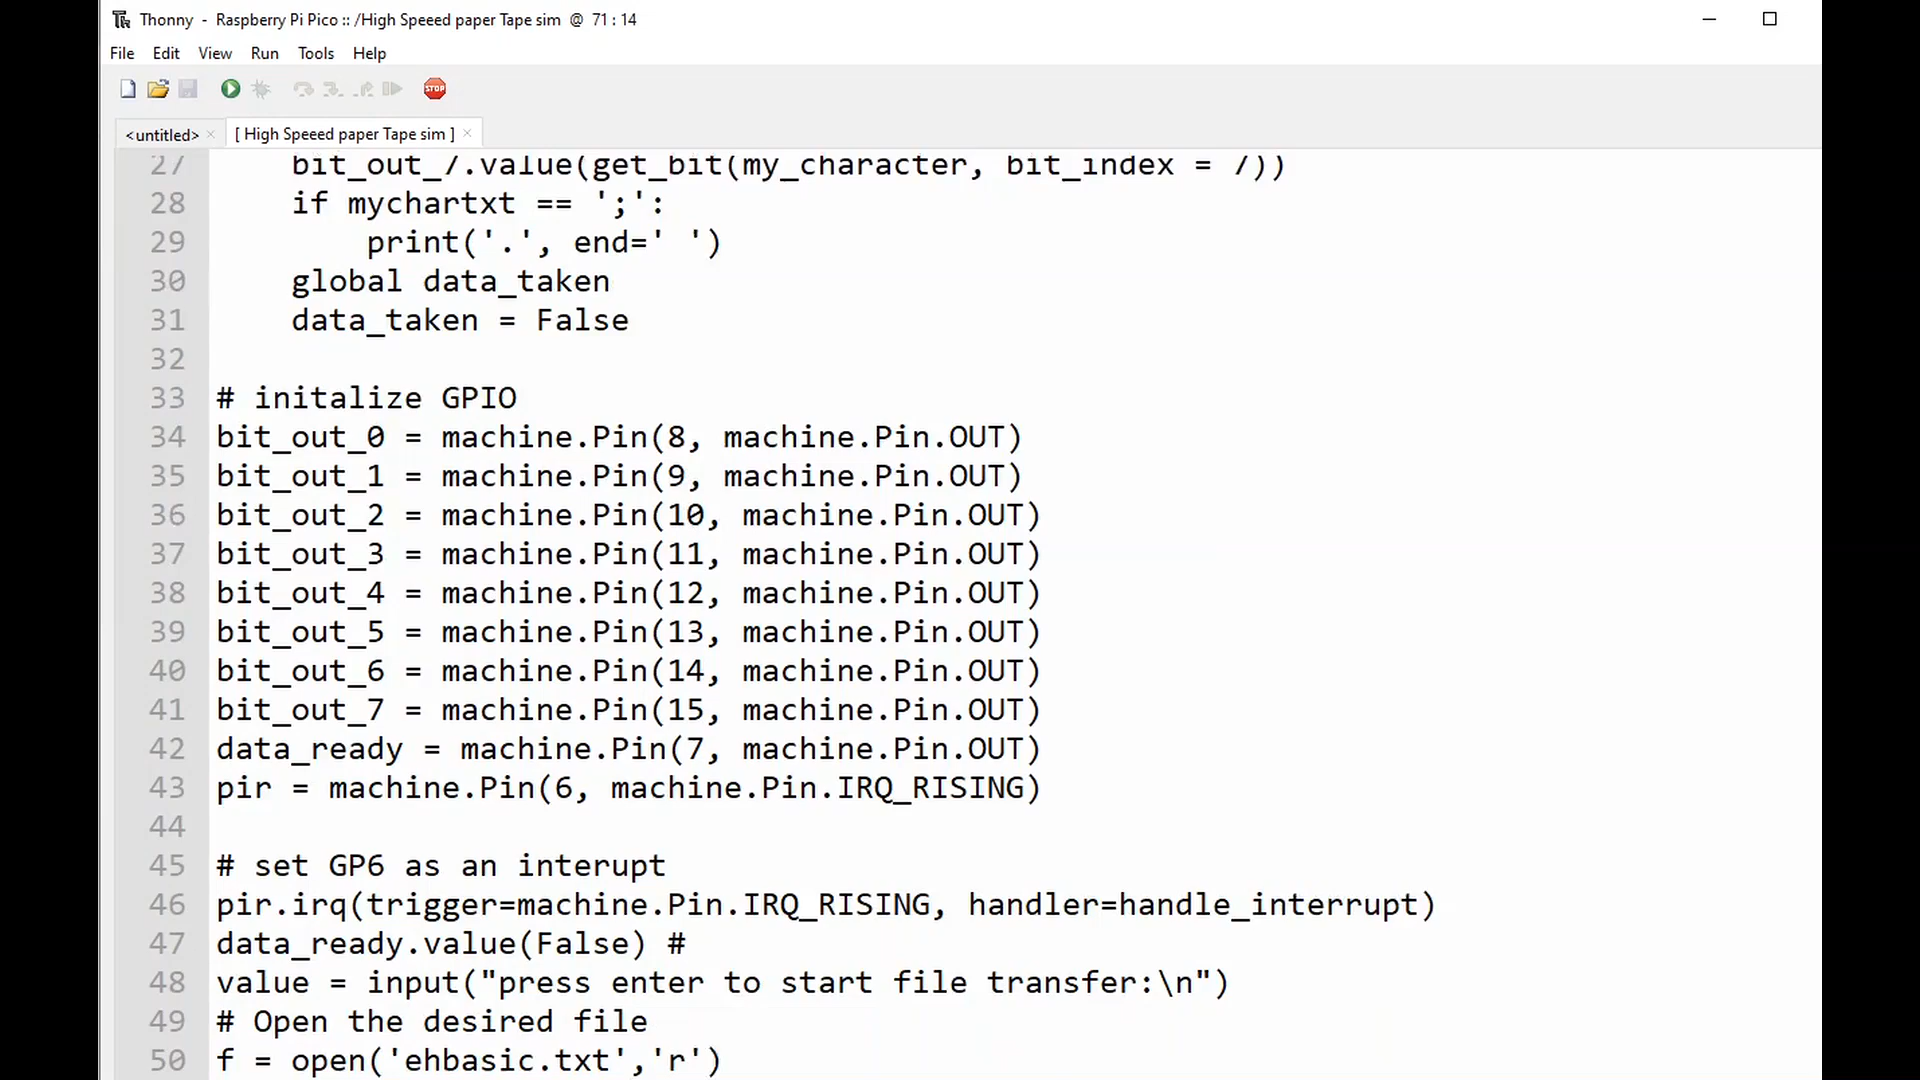 Thonny - Raspberry Pi Pico :: /High Speeed paper Tape sim @ 71 : 14
File Edit View Run Tools Help
STOP
<untitled> × [ High Speeed paper Tape sim ] ×
27 bit_out_7.value(get_bit(my_character, bit_index = 7))
28 if mychartxt == ';':
29 print('.', end=' ')
30 global data_taken
31 data_taken = False
32
33 # initalize GPIO
34 bit_out_0 = machine.Pin(8, machine.Pin.OUT)
35 bit_out_1 = machine.Pin(9, machine.Pin.OUT)
36 bit_out_2 = machine.Pin(10, machine.Pin.OUT)
37 bit_out_3 = machine.Pin(11, machine.Pin.OUT)
38 bit_out_4 = machine.Pin(12, machine.Pin.OUT)
39 bit_out_5 = machine.Pin(13, machine.Pin.OUT)
40 bit_out_6 = machine.Pin(14, machine.Pin.OUT)
41 bit_out_7 = machine.Pin(15, machine.Pin.OUT)
42 data_ready = machine.Pin(7, machine.Pin.OUT)
43 pir = machine.Pin(6, machine.Pin.IRQ_RISING)
44
45 # set GP6 as an interupt
46 pir.irq(trigger=machine.Pin.IRQ_RISING, handler=handle_interrupt)
47 data_ready.value(False) #
48 value = input("press enter to start file transfer:\n")
49 # Open the desired file
50 f = open('ehbasic.txt','r')